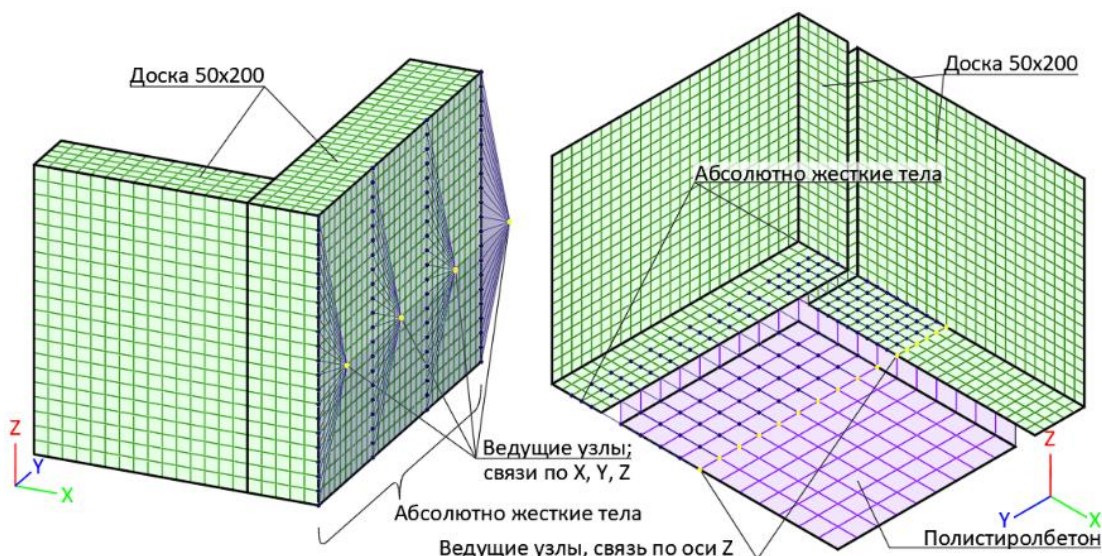 Доска 50х200
Доска 50х200
Абсолютно жесткие тела
Ведущие узлы;
связи по X, Y, Z
Абсолютно жесткие тела
Ведущие узлы, связь по оси Z
Полистиролбетон
Z
Y
X
Z
Y
X